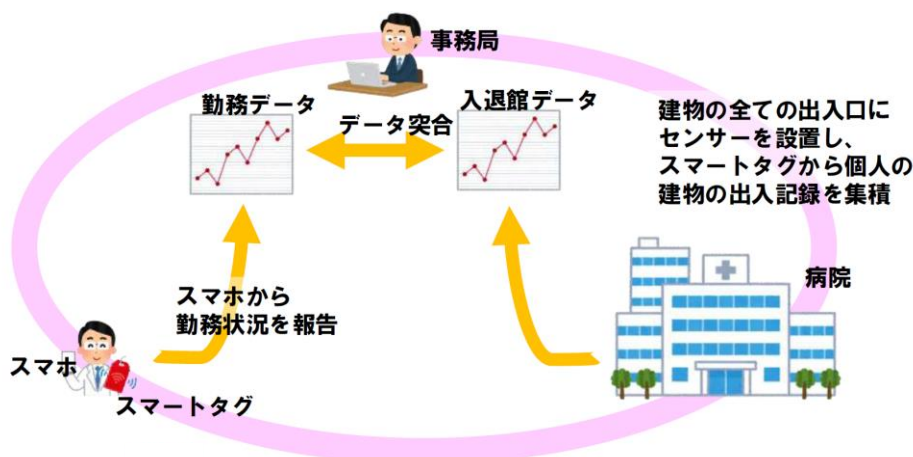 事務局
勤務データ
入退館データ
データ突合
建物の全ての出入口に
センサーを設置し、
スマートタグから個人の
建物の出入記録を集積
病院
スマホから
勤務状況を報告
スマホ
スマートタグ